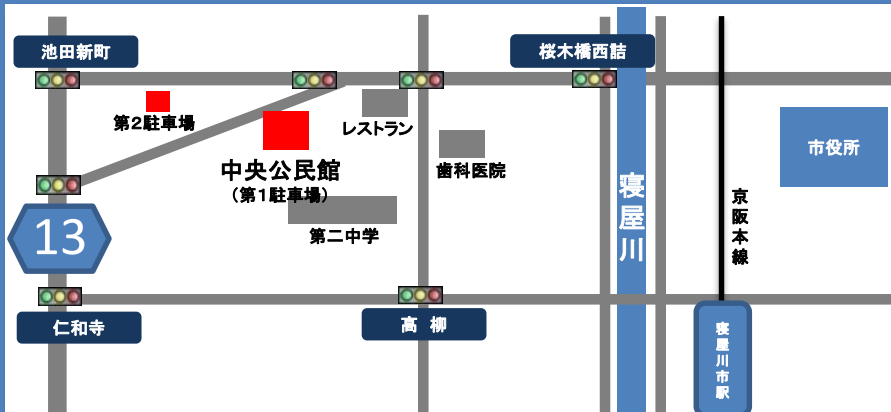 池田新町
桜木橋西詰
第2駐車場
レストラン
中央公民館
（第1駐車場）
歯科医院
市役所
寝屋川
京阪本線
13
第二中学
仁和寺
高 柳
寝屋川市駅